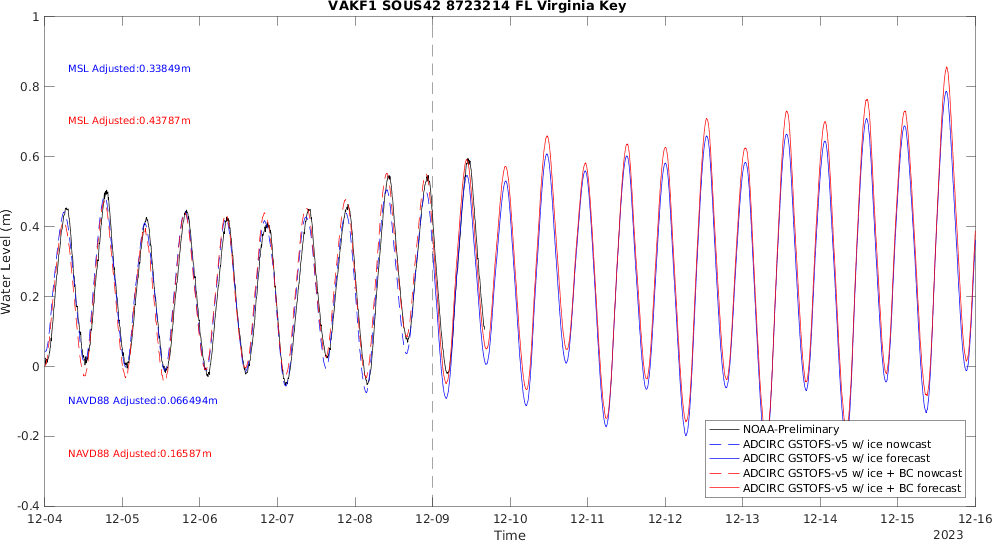 VAKF1 SOUS42 8723214 FL Virginia Key
Water Level (m)
1
0.8
0.6
0.4
0.2
0
-0.2
-0.4
MSL Adjusted:0.33849m
MSL Adjusted:0.43787m
NAVD88 Adjusted:0.066494m
NAVD88 Adjusted:0.16587m
NOAA-Preliminary
ADCIRC GSTOFS-v5 w/ ice nowcast
ADCIRC GSTOFS-v5 w/ ice forecast
ADCIRC GSTOFS-v5 w/ ice + BC nowcast
ADCIRC GSTOFS-v5 w/ ice + BC forecast
12-04 12-05 12-06 12-07 12-08 12-09 12-10 12-11 12-12 12-13 12-14 12-15 12-16
Time
2023